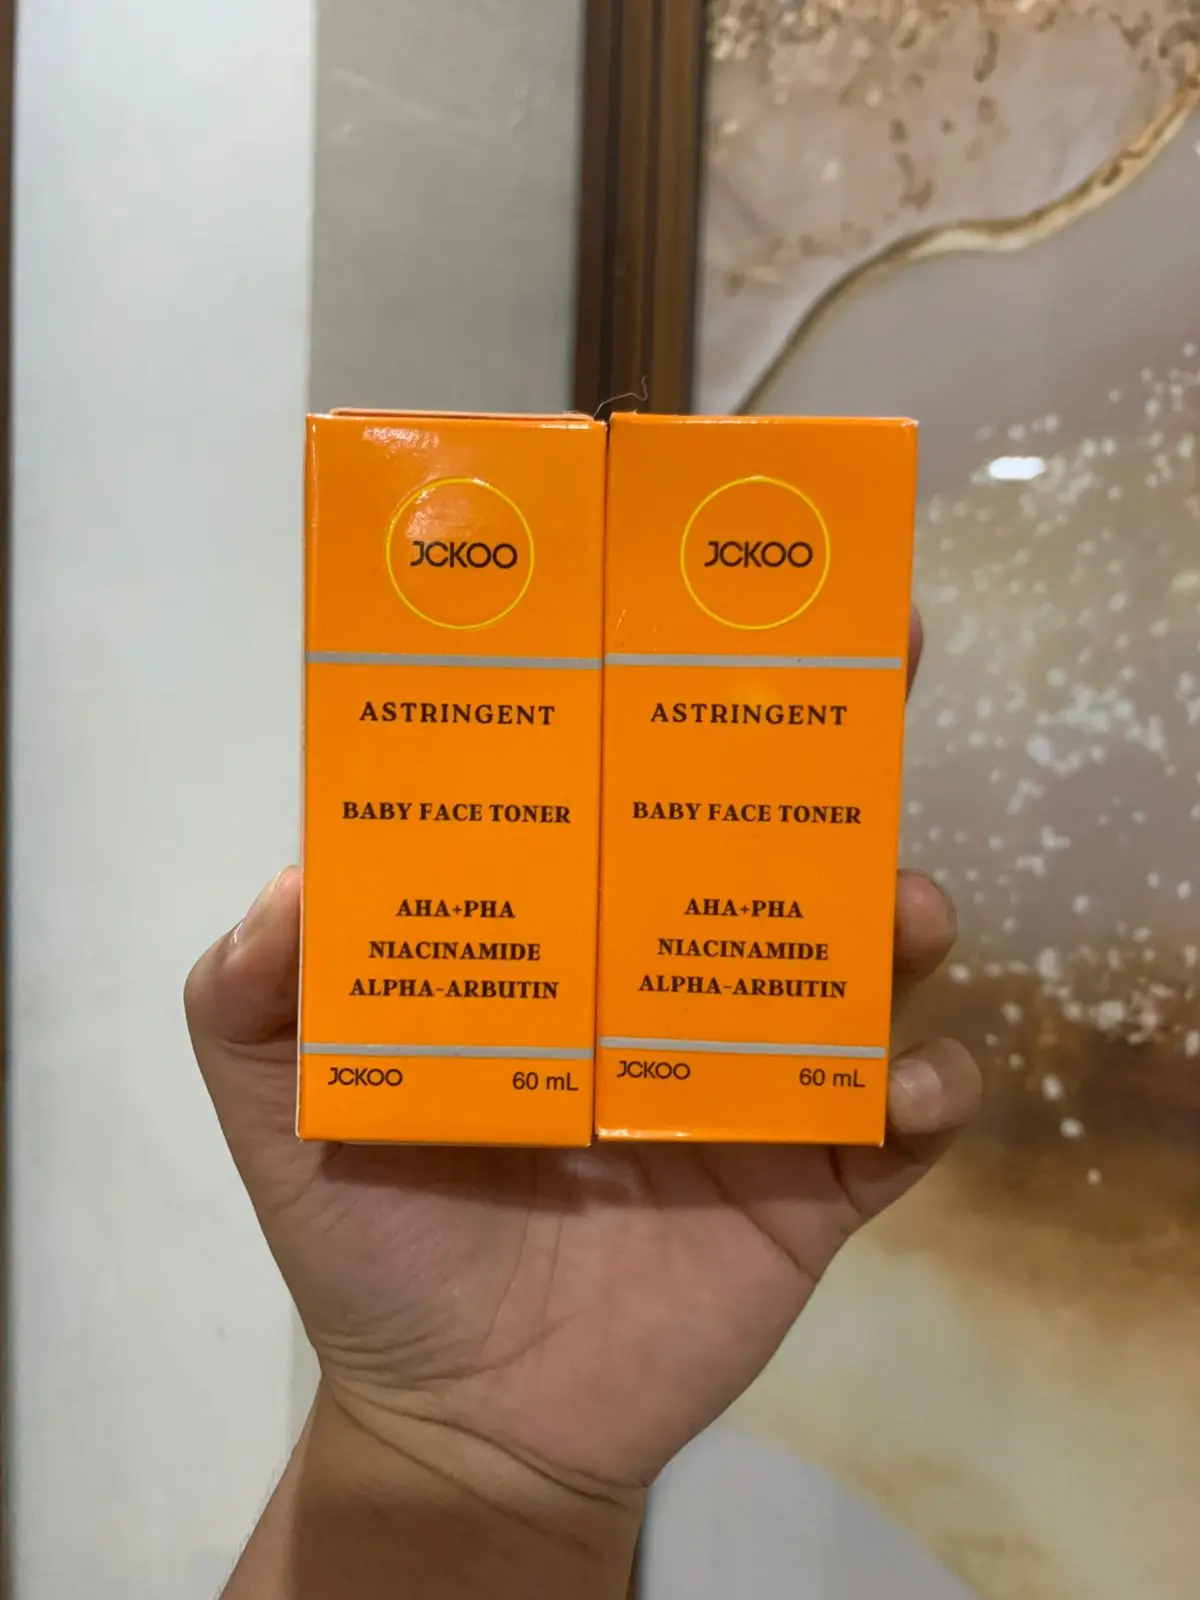 JCKOO
ASTRINGENT
BABY FACE TONER
AHA+PHA
NIACINAMIDE
ALPHA-ARBUTIN
JCKOO 60 mL
JCKOO
ASTRINGENT
BABY FACE TONER
AHA+PHA
NIACINAMIDE
ALPHA-ARBUTIN
JCKOO 60 mL